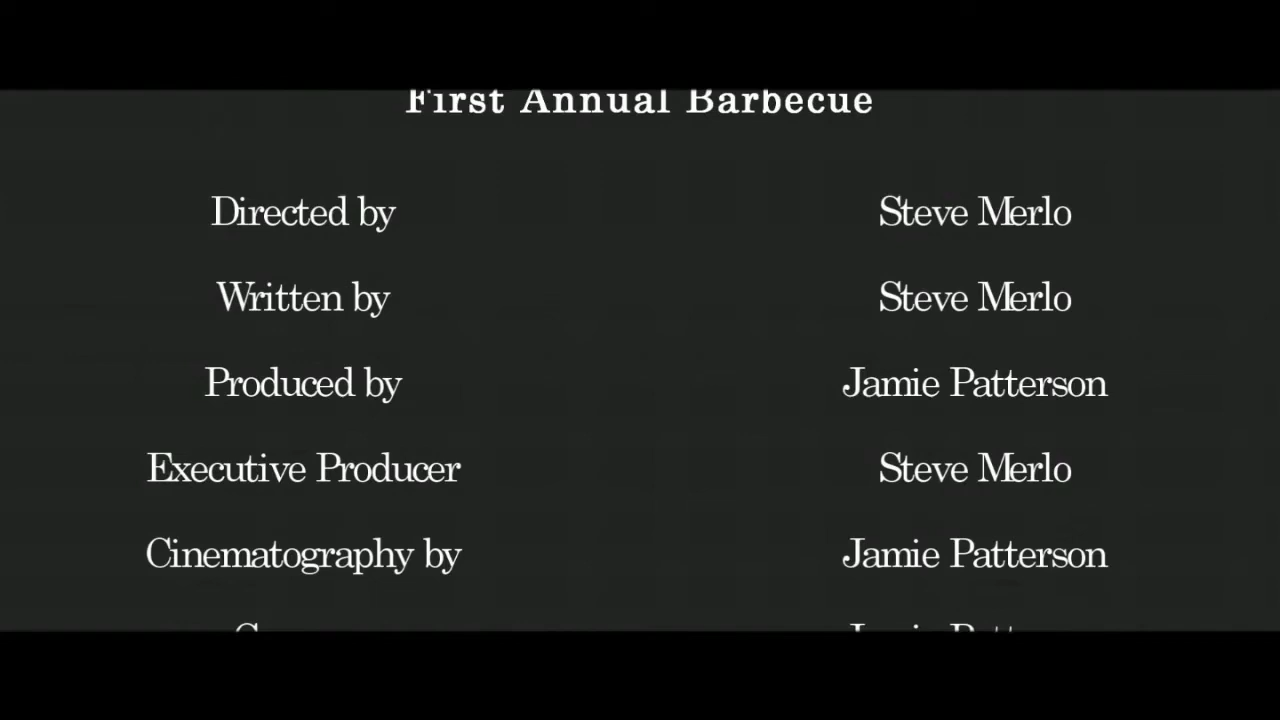 First Annual Barbecue
Directed by Steve Merlo
Written by Steve Merlo
Produced by Jamie Patterson
Executive Producer Steve Merlo
Cinematography by Jamie Patterson